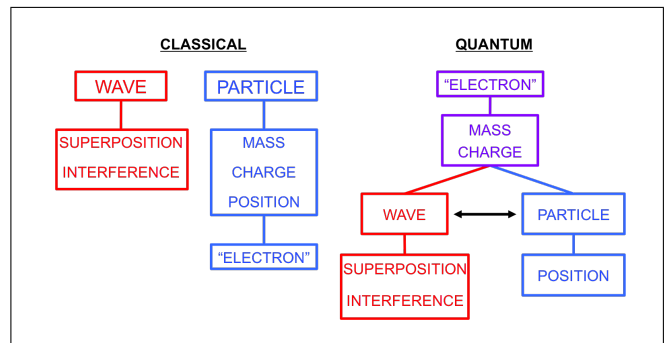 CLASSICAL
WAVE
SUPERPOSITION
INTERFERENCE
PARTICLE
MASS
CHARGE
POSITION
“ELECTRON”
QUANTUM
“ELECTRON”
MASS
CHARGE
WAVE
PARTICLE
SUPERPOSITION
INTERFERENCE
POSITION